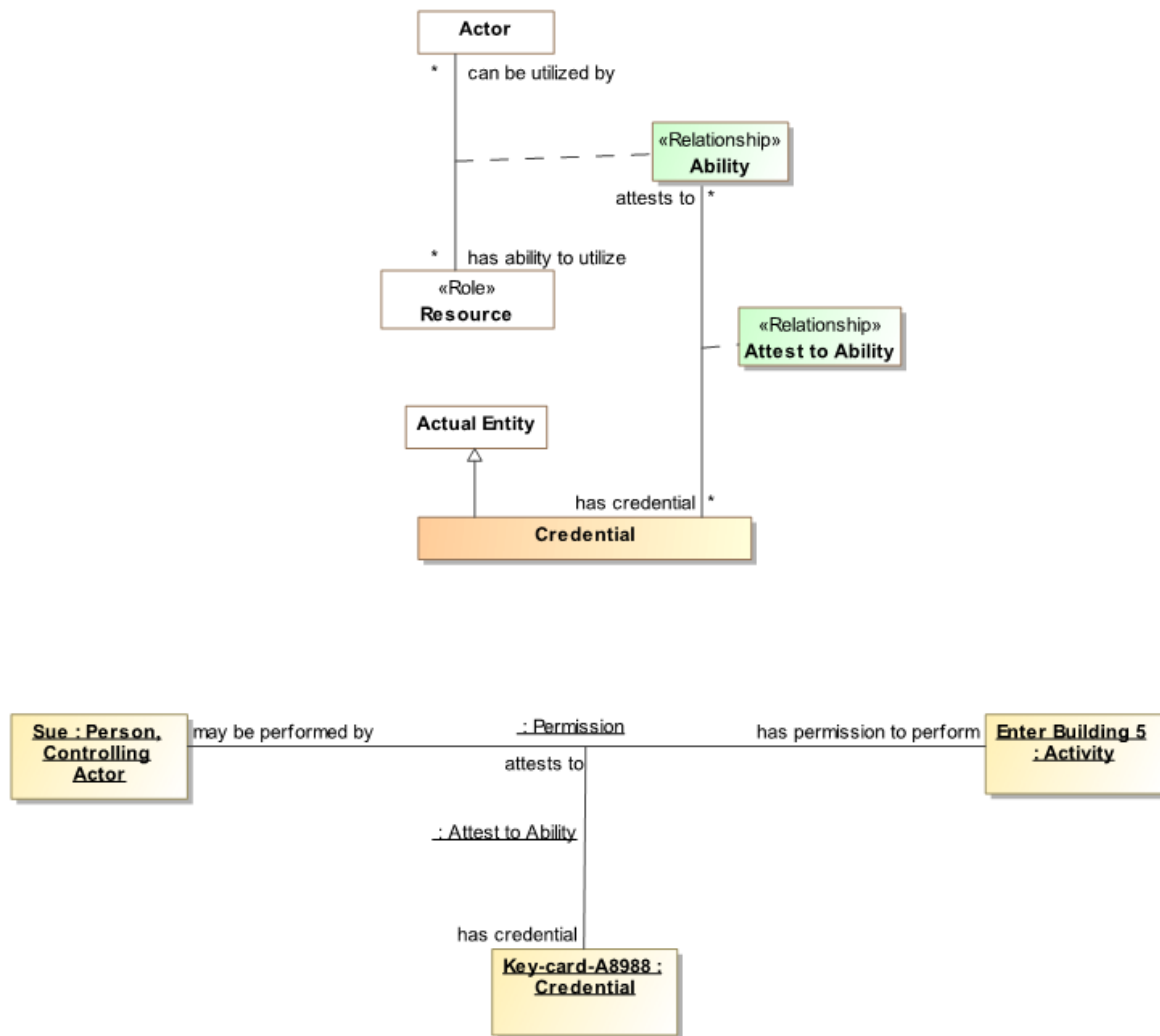 Actor
* can be utilized by
«Relationship»
Ability
attests to *
* has ability to utilize
«Role»
Resource
«Relationship»
Attest to Ability
Actual Entity
has credential *
Credential
Sue : Person,
Controlling
Actor
may be performed by
: Permission
has permission to perform
Enter Building 5
: Activity
attests to
: Attest to Ability
has credential
Key-card-A8988 :
Credential